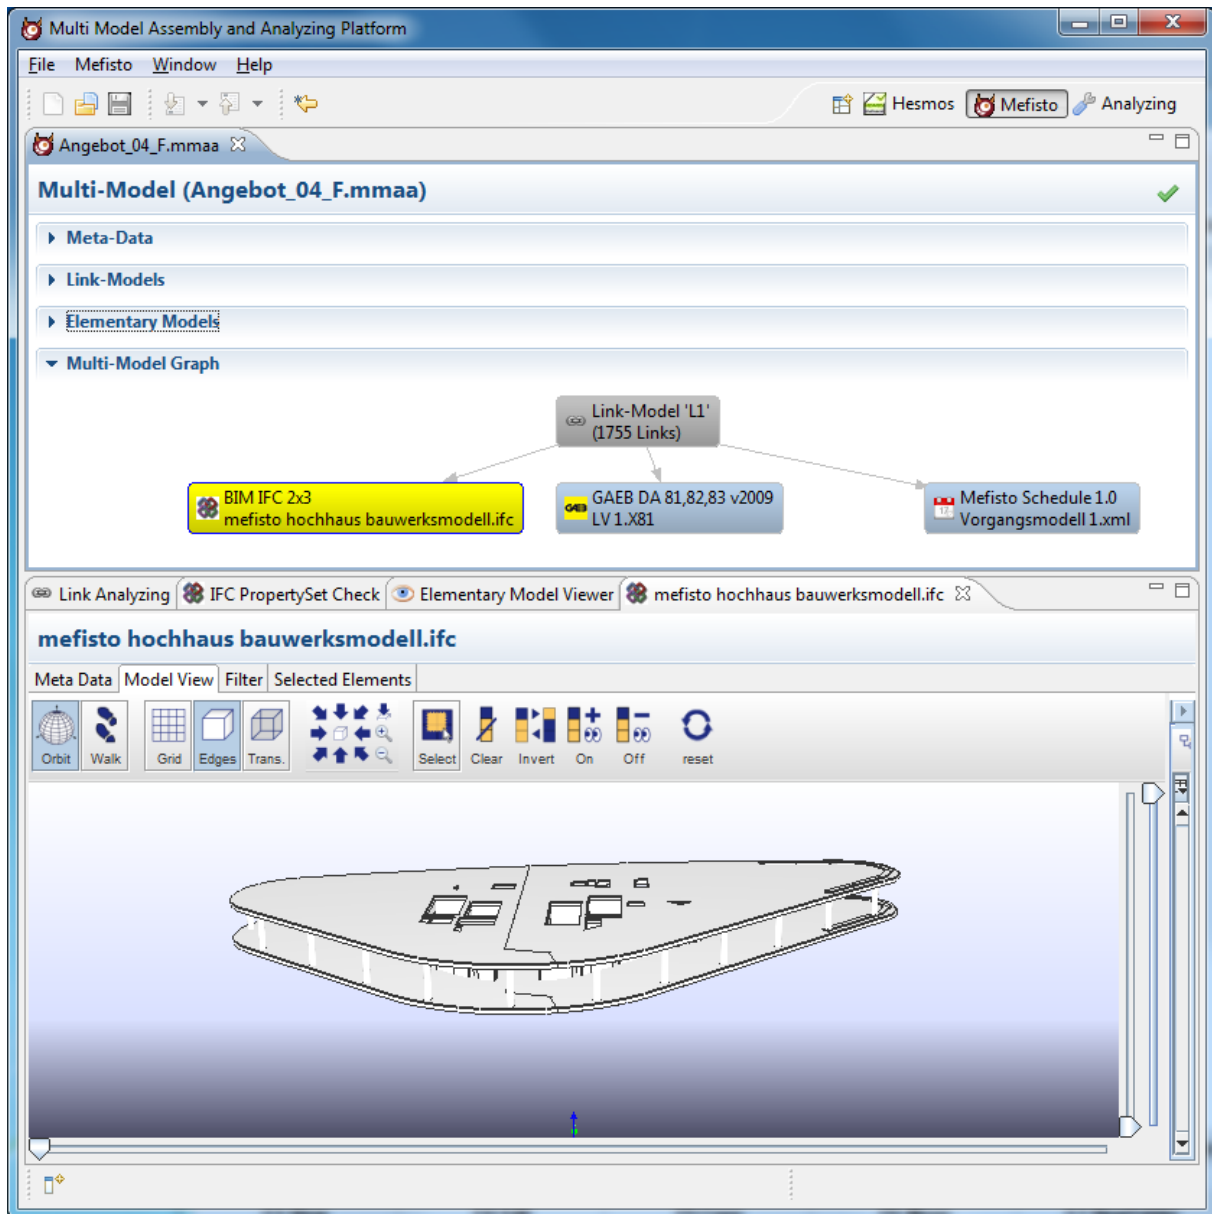 Multi Model Assembly and Analyzing Platform
File Mefisto Window Help
Hesmos Mefisto Analyzing
Angebot_04_F.mmaa
Multi-Model (Angebot_04_F.mmaa)
Meta-Data
Link-Models
Elementary Models
Multi-Model Graph
Link-Model 'L1'
(1755 Links)
BIM IFC 2x3
mefisto hochhaus bauwerksmodell.ifc
GAEB
GAEB DA 81,82,83 v2009
LV 1.X81
12
Mefisto Schedule 1.0
Vorgangsmodell 1.xml
Link Analyzing IFC PropertySet Check Elementary Model Viewer mefisto hochhaus bauwerksmodell.ifc
mefisto hochhaus bauwerksmodell.ifc
Meta Data Model View Filter Selected Elements
Orbit Walk Grid Edges Trans. Select Clear Invert On Off reset